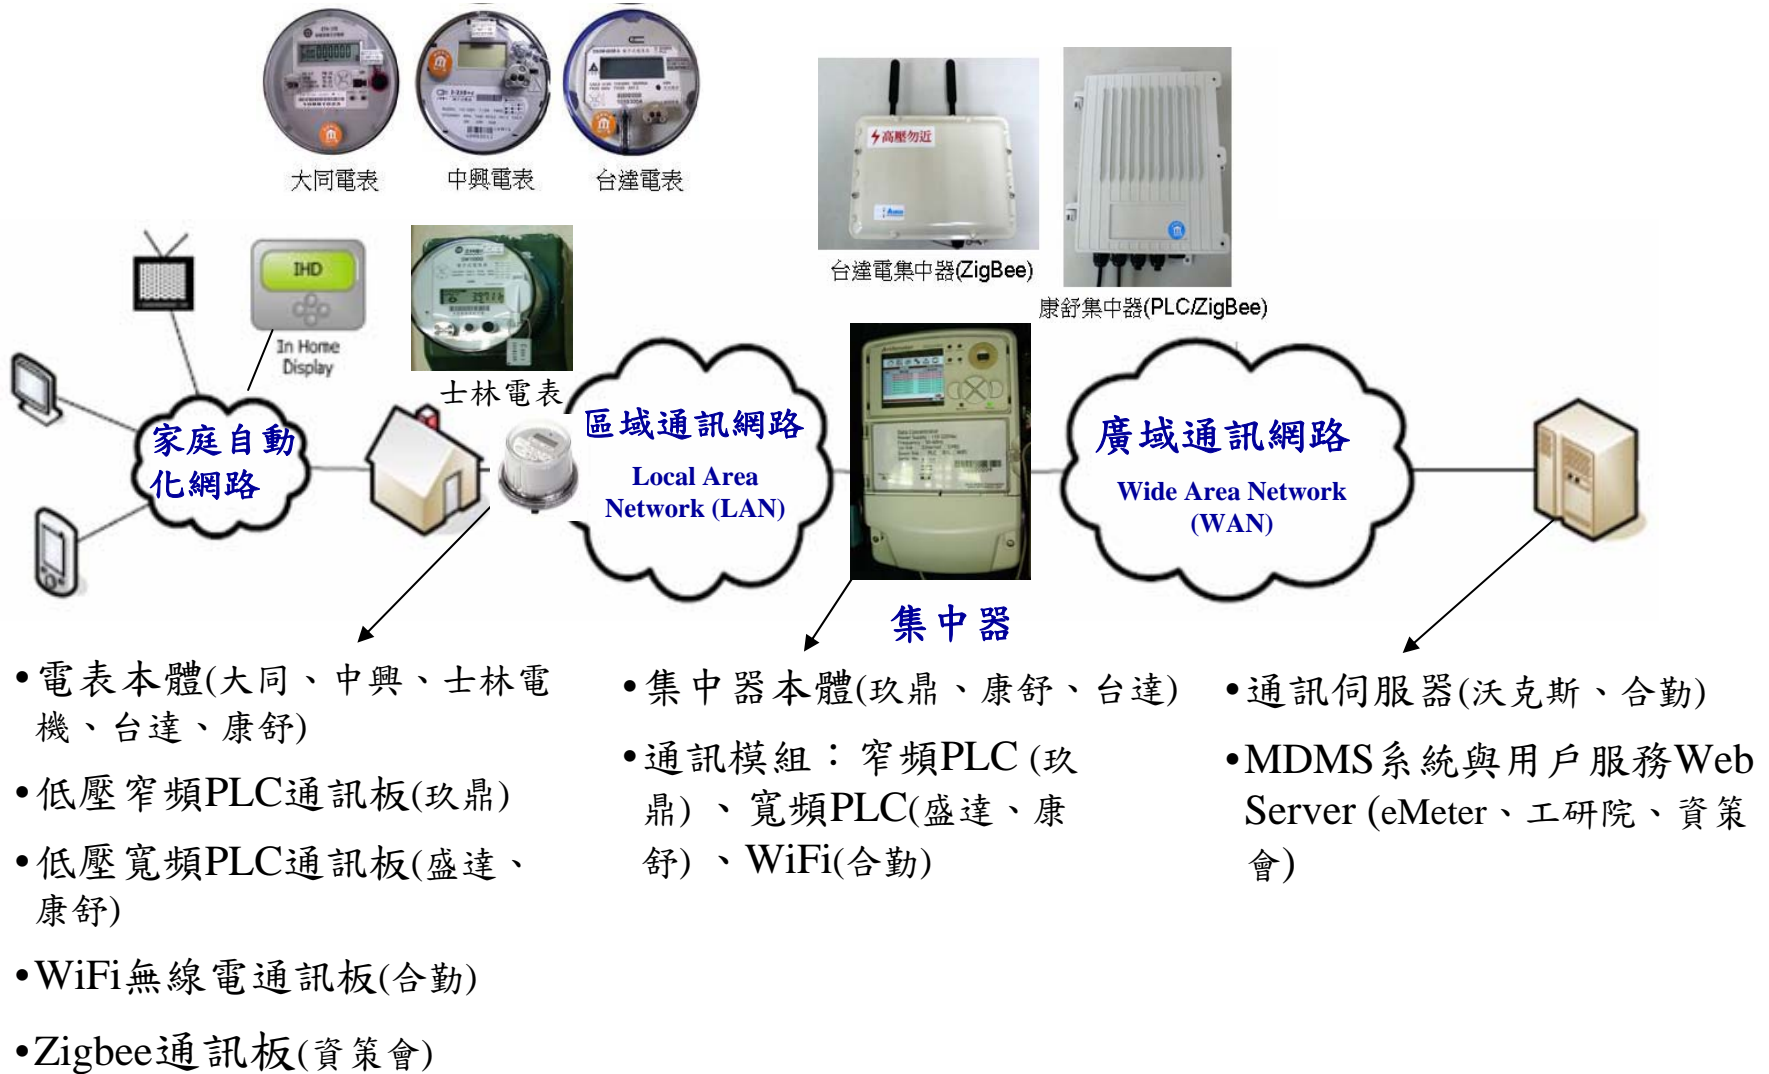 大同電表
中興電表
台達電表
高壓勿近
台達電集中器(ZigBee)
康舒集中器(PLC/ZigBee)
IHD
In Home
Display
士林電表
家庭自動
化網路
區域通訊網路
Local Area
Network (LAN)
廣域通訊網路
Wide Area Network
(WAN)
集中器
•電表本體(大同、中興、士林電
機、台達、康舒)
•低壓窄頻PLC通訊板(玖鼎)
•低壓寬頻PLC通訊板(盛達、
康舒)
•WiFi無線電通訊板(合勤)
•Zigbee通訊板(資策會)
•集中器本體(玖鼎、康舒、台達)
•通訊模組：窄頻PLC (玖
鼎) 、寬頻PLC(盛達、康
舒) 、WiFi(合勤)
•通訊伺服器(沃克斯、合勤)
•MDMS系統與用戶服務Web
Server (eMeter、工研院、資策
會)